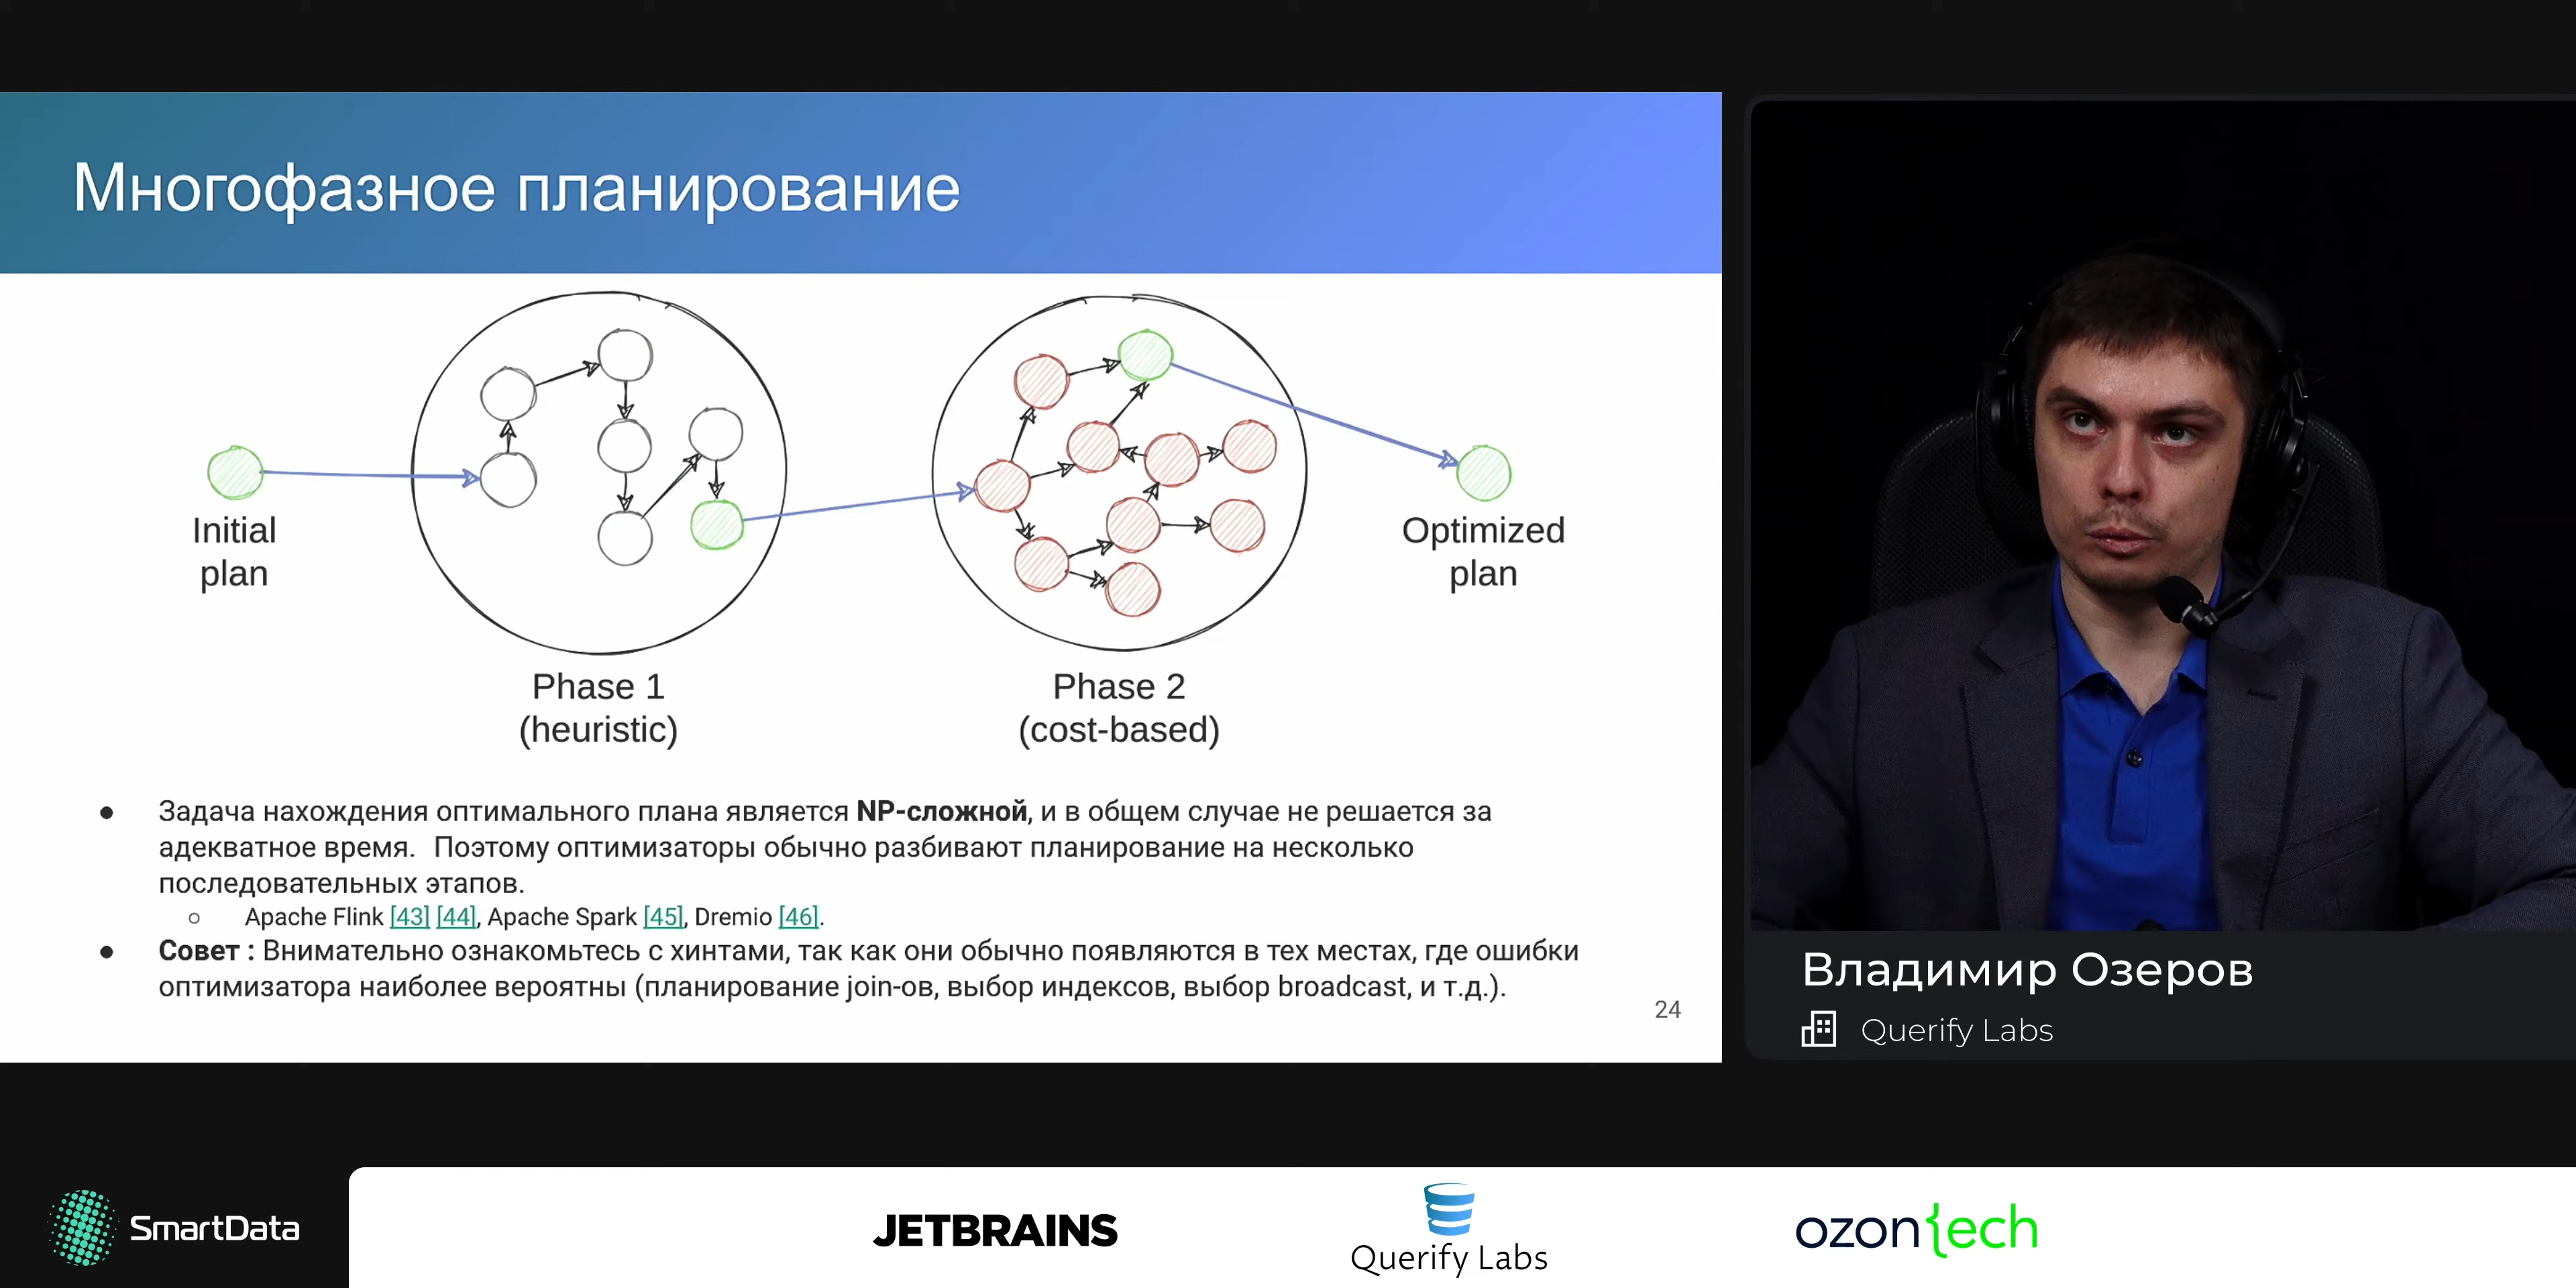 Многофазное планирование
Initial
plan
Phase 1
(heuristic)
Phase 2
(cost-based)
Optimized
plan
● Задача нахождения оптимального плана является NP-сложной, и в общем случае не решается за
адекватное время. Поэтому оптимизаторы обычно разбивают планирование на несколько
последовательных этапов.
○ Apache Flink [43] [44], Apache Spark [45], Dremio [46].
● Совет : Внимательно ознакомьтесь с хинтами, так как они обычно появляются в тех местах, где ошибки
оптимизатора наиболее вероятны (планирование join-ов, выбор индексов, выбор broadcast, и т.д.).
24
Владимир Озеров
Querify Labs
SmartData
JETBRAINS
Querify Labs
ozon{ech